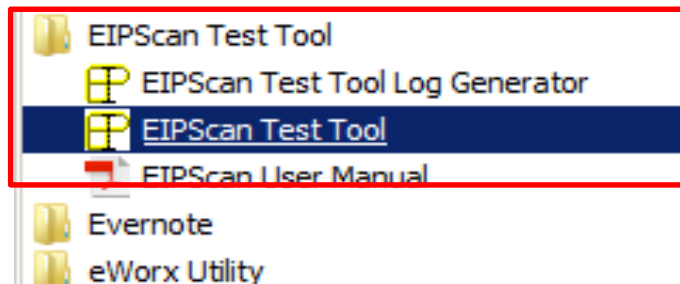 EIPScan Test Tool
EIPScan Test Tool Log Generator
EIPScan Test Tool
EIPScan User Manual
Evernote
eWorx Utility